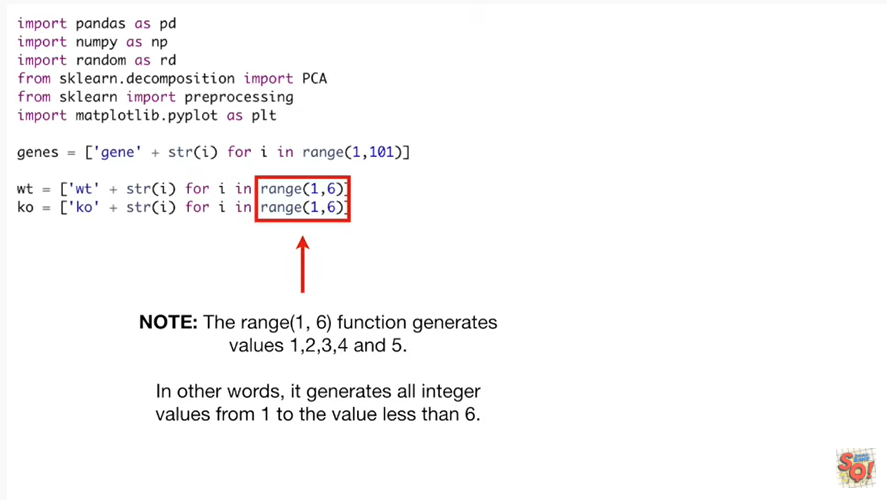 import pandas as pd
import numpy as np
import random as rd
from sklearn.decomposition import PCA
from sklearn import preprocessing
import matplotlib.pyplot as plt
genes = ['gene' + str(i) for i in range(1,101)]
wt = ['wt' + str(i) for i in range(1,6)]
ko = ['ko' + str(i) for i in range(1,6)]
NOTE: The range(1, 6) function generates
values 1,2,3,4 and 5.
In other words, it generates all integer
values from 1 to the value less than 6.
SQ!